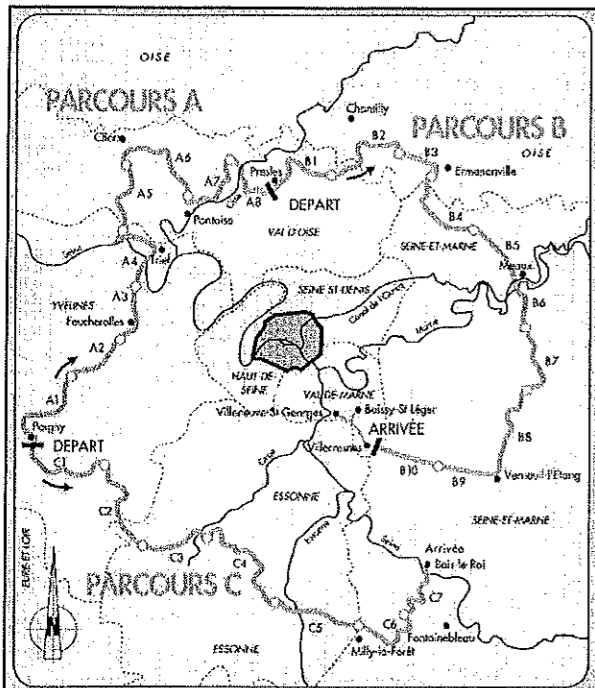 OISE
PARCOURS A
Chantilly
PARCOURS B
OISE
A6
A5
A7
A8
Presles
B1
B2
B3
Ermenonville
DEPART
Pontoise
VAL D'OISE
B4
SEINE-ET-MARNE
B5
Meaux
Seine
A4
Triel
SEINE ST-DENIS
Canal de l'Ourcq
B6
YVELINES
A3
Feucherolles
A2
Marne
B7
HAUT-DE-SEINE
VAL-DE-MARNE
A1
Villeneuve-St Georges
Boissy-St Léger
ARRIVÉE
Villecresnes
B8
DEPART
C1
B10
B9
Verneuil-l'Etang
C2
ESSONNE
SEINE-ET-MARNE
Essonne
Seine
C3
C4
Arrivée
Bois le Roi
EURE-ET-LOIR
PARCOURS C
C7
N
C5
C6
Fontainebleau
ESSONNE
Milly-la-Forêt